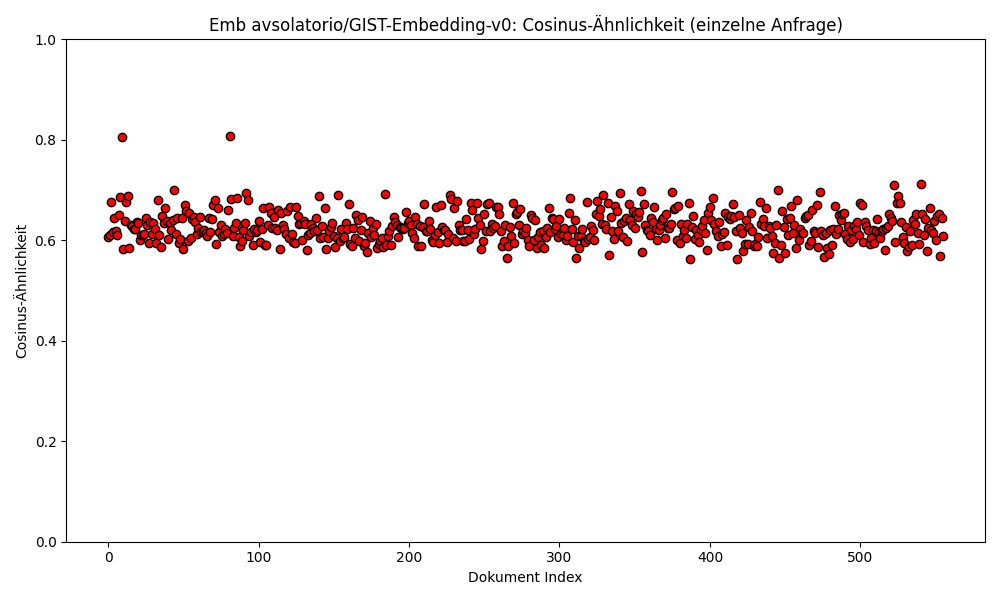 Emb avsolatorio/GIST-Embedding-v0: Cosinus-Ähnlichkeit (einzelne Anfrage)
1.0
0.8
0.6
0.4
0.2
0.0
Cosinus-Ähnlichkeit
0 100 200 300 400 500
Dokument Index